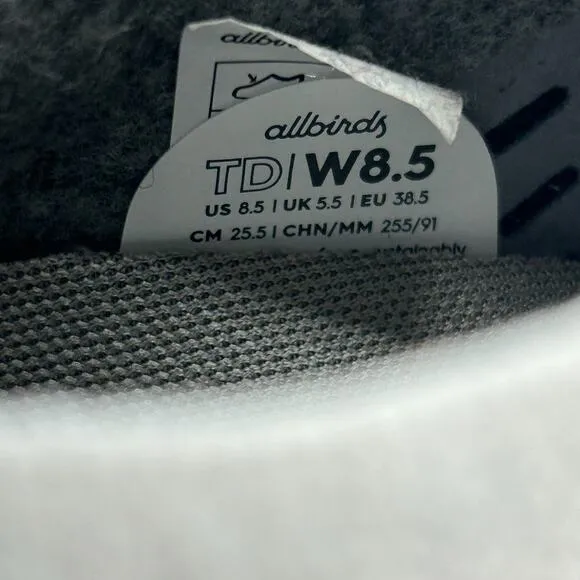 allbirds
allbirds
TD | W8.5
US 8.5 | UK 5.5 | EU 38.5
CM 25.5 | CHN/MM 255/91
sustainably